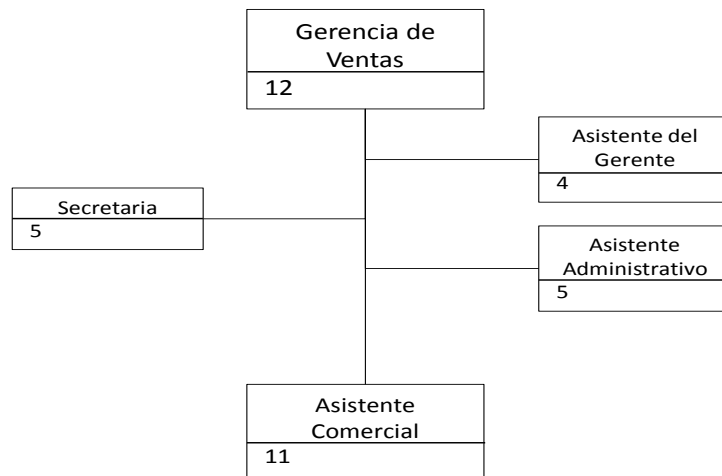 Gerencia de
Ventas
12
Asistente del
Gerente
4
Secretaria
5
Asistente
Administrativo
5
Asistente
Comercial
11